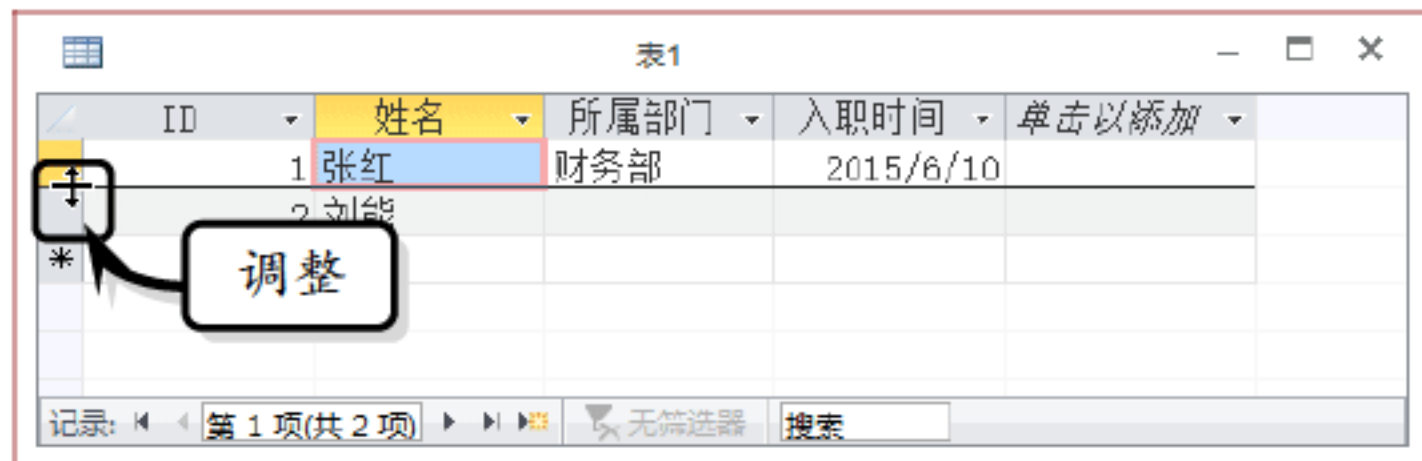 表1
ID 姓名 所属部门 入职时间 单击以添加
1 张红 财务部 2015/6/10
2 刘能
*
调整
记录: 第 1 项(共 2 项) 无筛选器 搜索